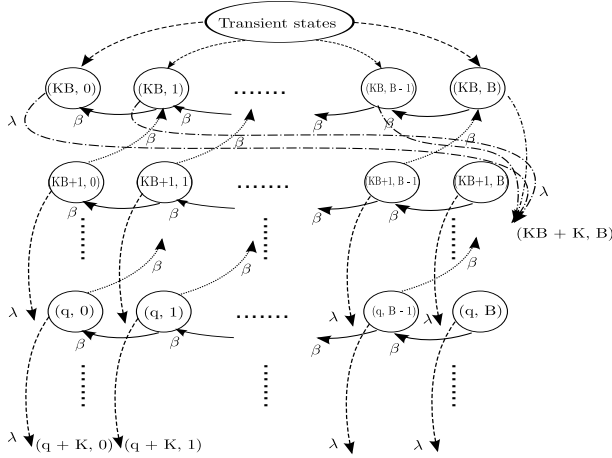 Transient states
(KB, 0) (KB, 1) (KB, B - 1) (KB, B)
λ β β β β
β β β β λ
(KB+1, 0) (KB+1, 1) (KB+1, B - 1) (KB+1, B)
β β β β
(KB + K, B)
β β β
λ λ λ λ
(q, 0) (q, 1) (q, B - 1) (q, B)
β β β β
λ (q + K, 0) (q + K, 1) λ λ